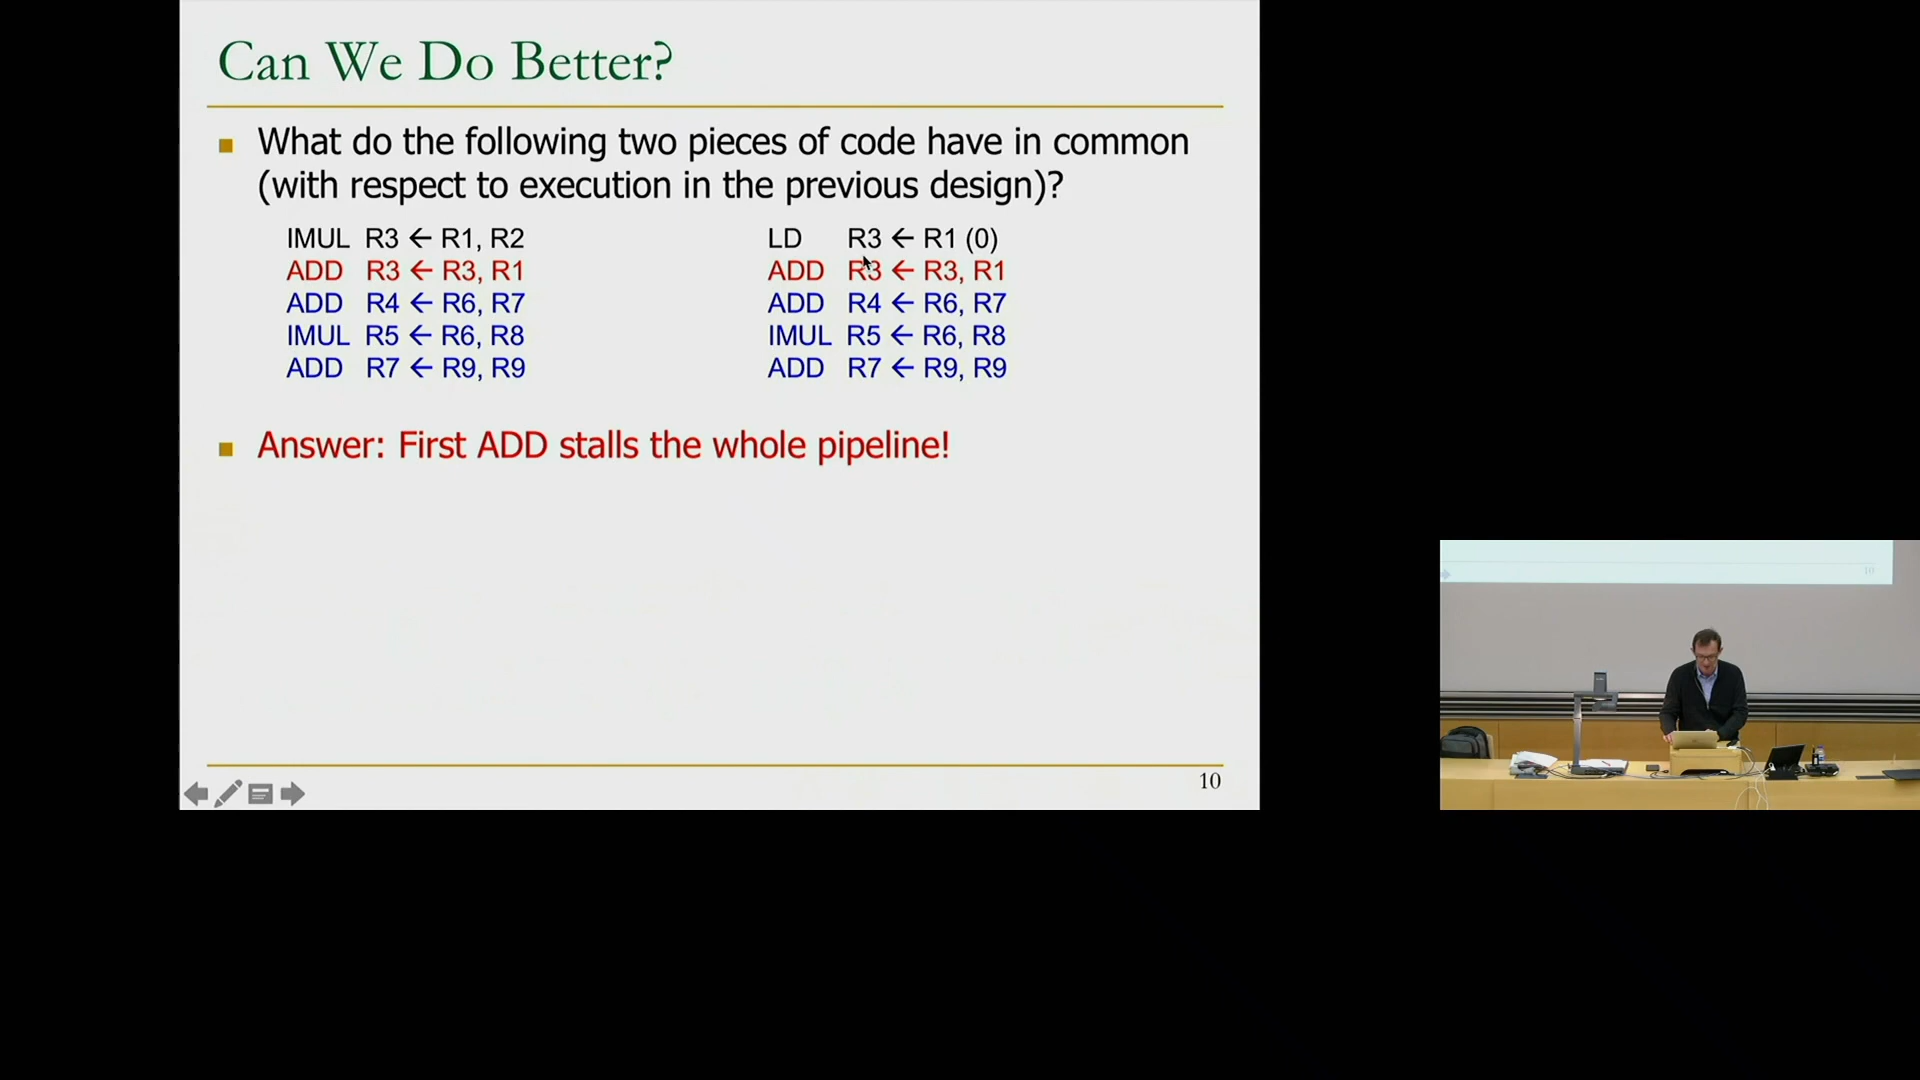 Can We Do Better?
What do the following two pieces of code have in common
(with respect to execution in the previous design)?
IMUL R3 ← R1, R2
ADD R3 ← R3, R1
ADD R4 ← R6, R7
IMUL R5 ← R6, R8
ADD R7 ← R9, R9
LD R3 ← R1 (0)
ADD R3 ← R3, R1
ADD R4 ← R6, R7
IMUL R5 ← R6, R8
ADD R7 ← R9, R9
Answer: First ADD stalls the whole pipeline!
10
10